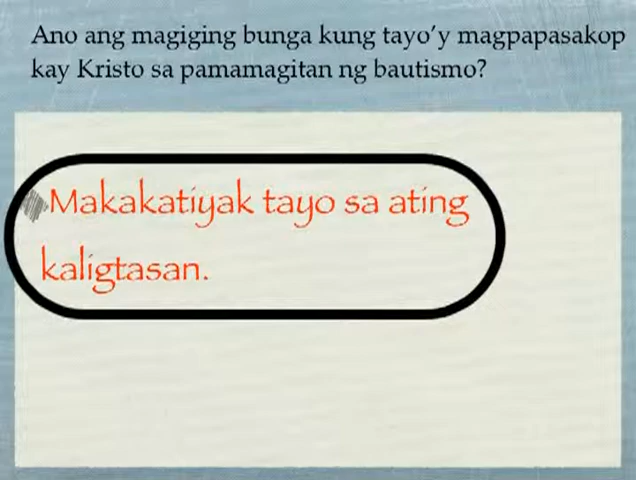 Ano ang magiging bunga kung tayo'y magpapasakop
kay Kristo sa pamamagitan ng bautismo?
Makakatiyak tayo sa ating
kaligtasan.